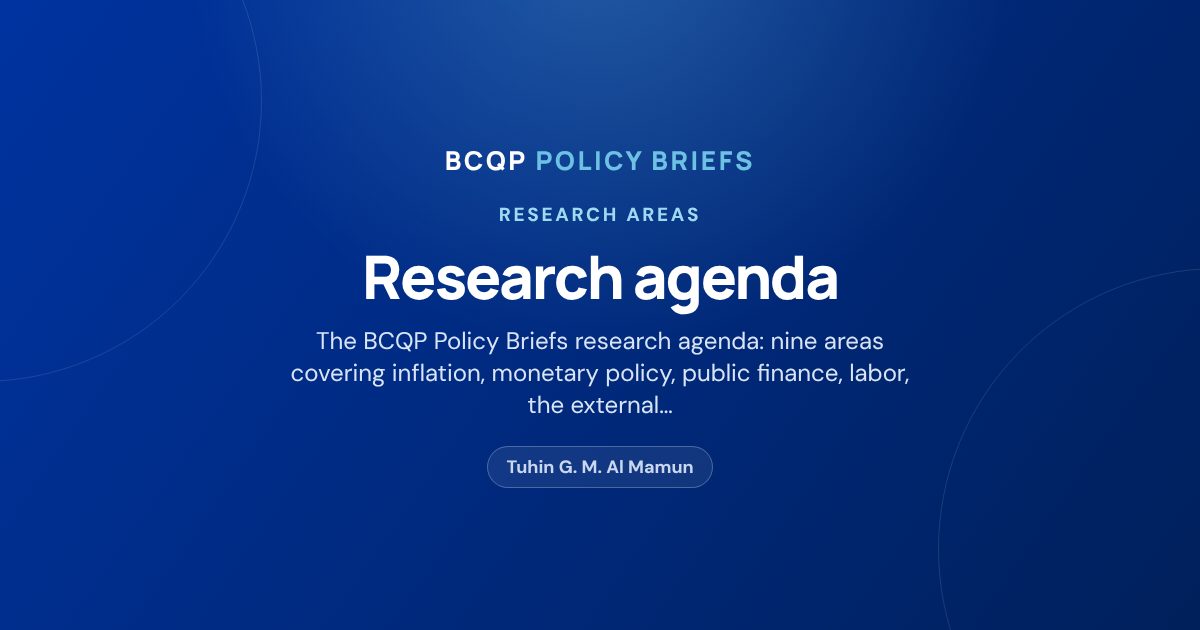 BCQP POLICY BRIEFS
RESEARCH AREAS
Research agenda
The BCQP Policy Briefs research agenda: nine areas
covering inflation, monetary policy, public finance, labor,
the external...
Tuhin G. M. Al Mamun